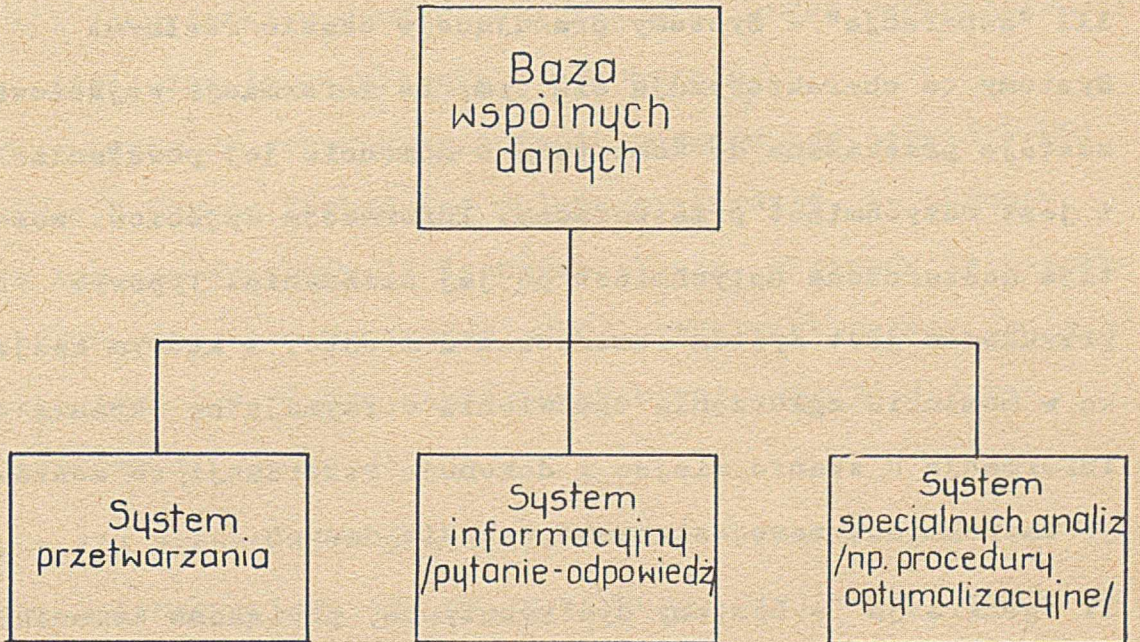 Baza
wspólnych
danych
System
przetwarzania
System
informacyjny
/pytanie-odpowiedź
System
specjalnych analiz
/np. procedury
optymalizacyjne/